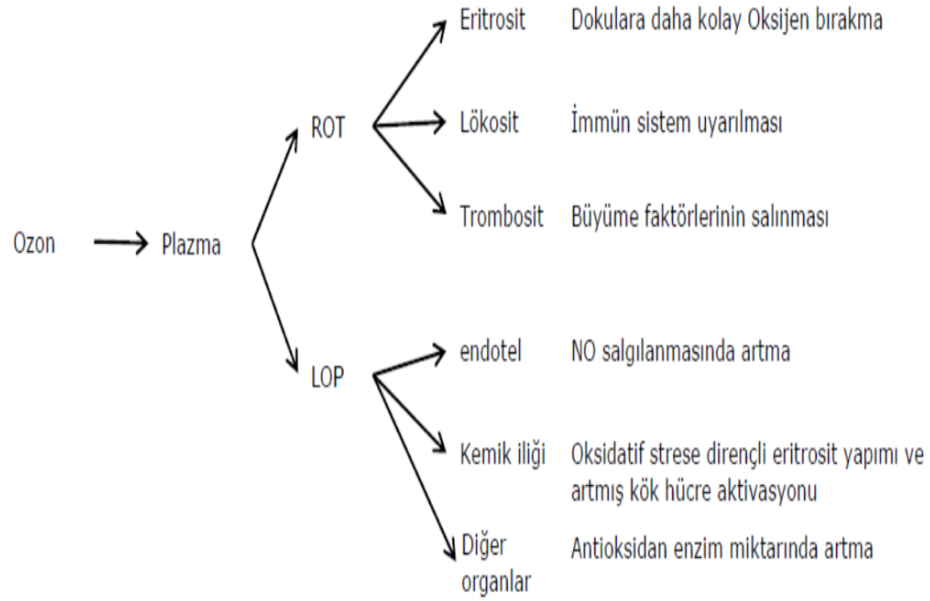 Eritrosit Dokulara daha kolay Oksijen bırakma
ROT
Lökosit İmmün sistem uyarılması
Trombosit Büyüme faktörlerinin salınması
Ozon Plazma
endotel NO salgılanmasında artma
LOP
Kemik iliği Oksidatif strese dirençli eritrosit yapımı ve
artmış kök hücre aktivasyonu
Diğer Antioksidan enzim miktarında artma
organlar